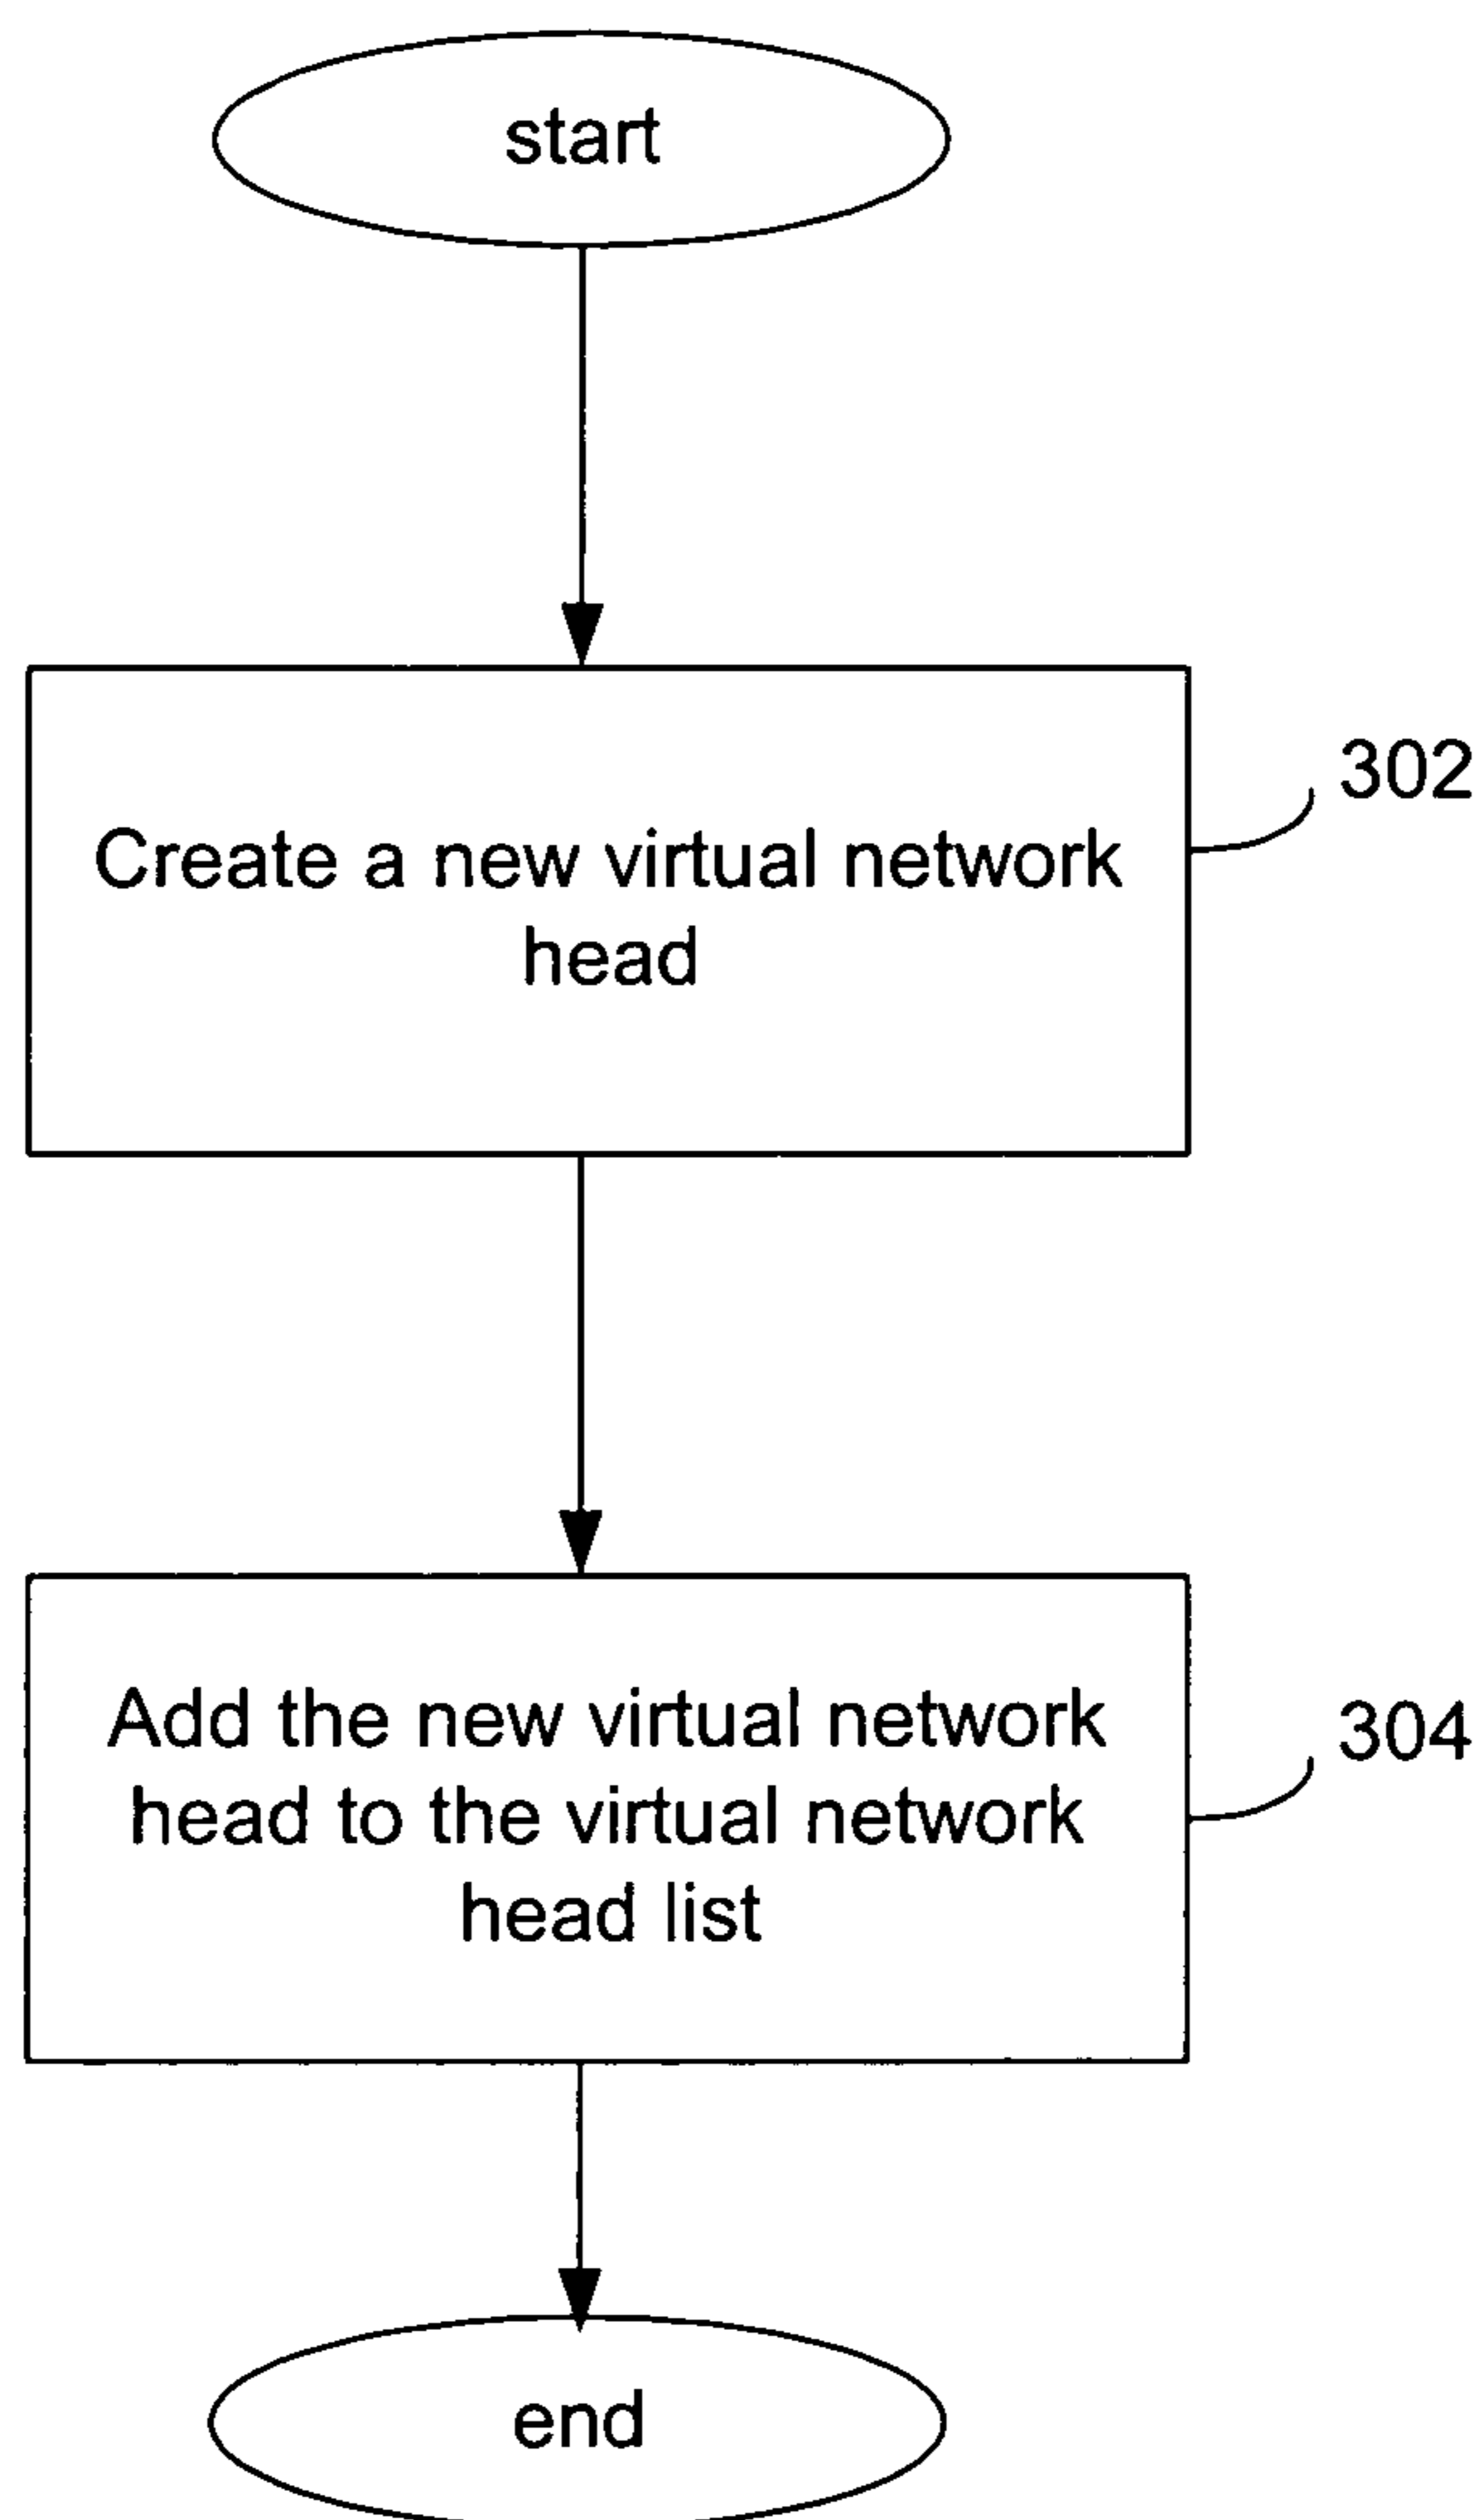 start
302
Create a new virtual network
head
Add the new virtual network
304
head to the virtual network
head list
end